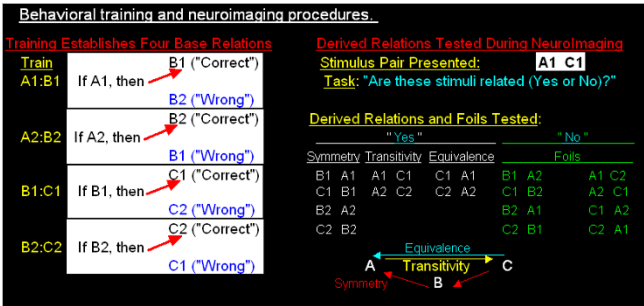 Behavioral training and neuroimaging procedures.
Training Establishes Four Base Relations
Train
A1:B1
If A1, then
B1 ("Correct")
B2 ("Wrong")
A2:B2
If A2, then
B2 ("Correct")
B1 ("Wrong")
B1:C1
If B1, then
C1 ("Correct")
C2 ("Wrong")
B2:C2
If B2, then
C2 ("Correct")
C1 ("Wrong")
Derived Relations Tested During NeuroImaging
Stimulus Pair Presented: A1 C1
Task: "Are these stimuli related (Yes or No)?"
Derived Relations and Foils Tested:
"Yes" "No"
Symmetry Transitivity Equivalence Foils
B1 A1 A1 C1 C1 A1 B1 A2 A1 C2
C1 B1 A2 C2 C2 A2 C1 B2 A2 C1
B2 A2 B2 A1 C1 A2
C2 B2 C2 B1 C2 A1
Equivalence
A Transitivity C
Symmetry B